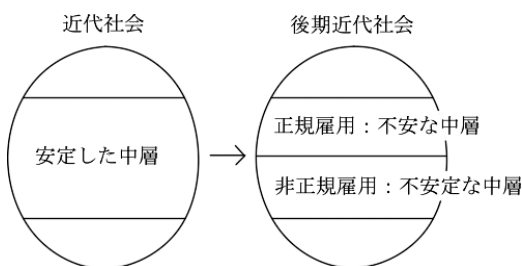 近代社会
後期近代社会
安定した中層
正規雇用：不安な中層
非正規雇用：不安定な中層